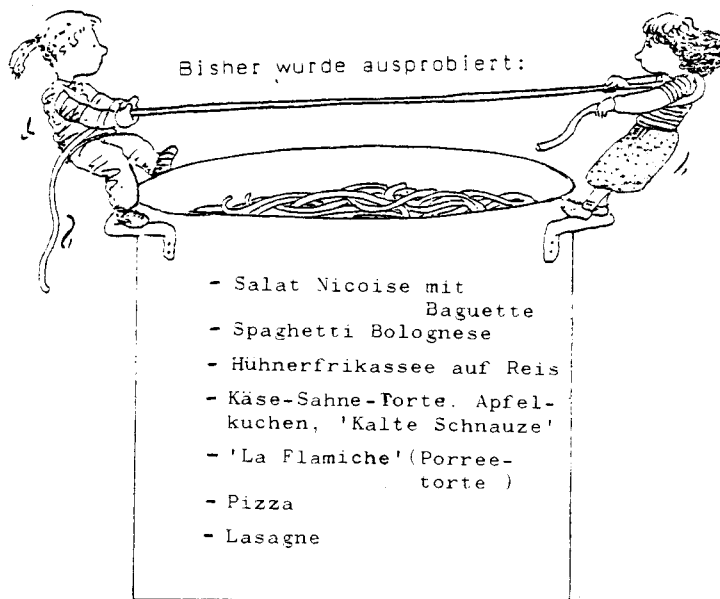 Bisher wurde ausprobiert:
- Salat Nicoise mit
Baguette
- Spaghetti Bolognese
- Hühnerfrikassee auf Reis
- Käse-Sahne-Torte. Apfel-
kuchen, 'Kalte Schnauze'
- 'La Flamiche' (Porree-
torte )
- Pizza
- Lasagne